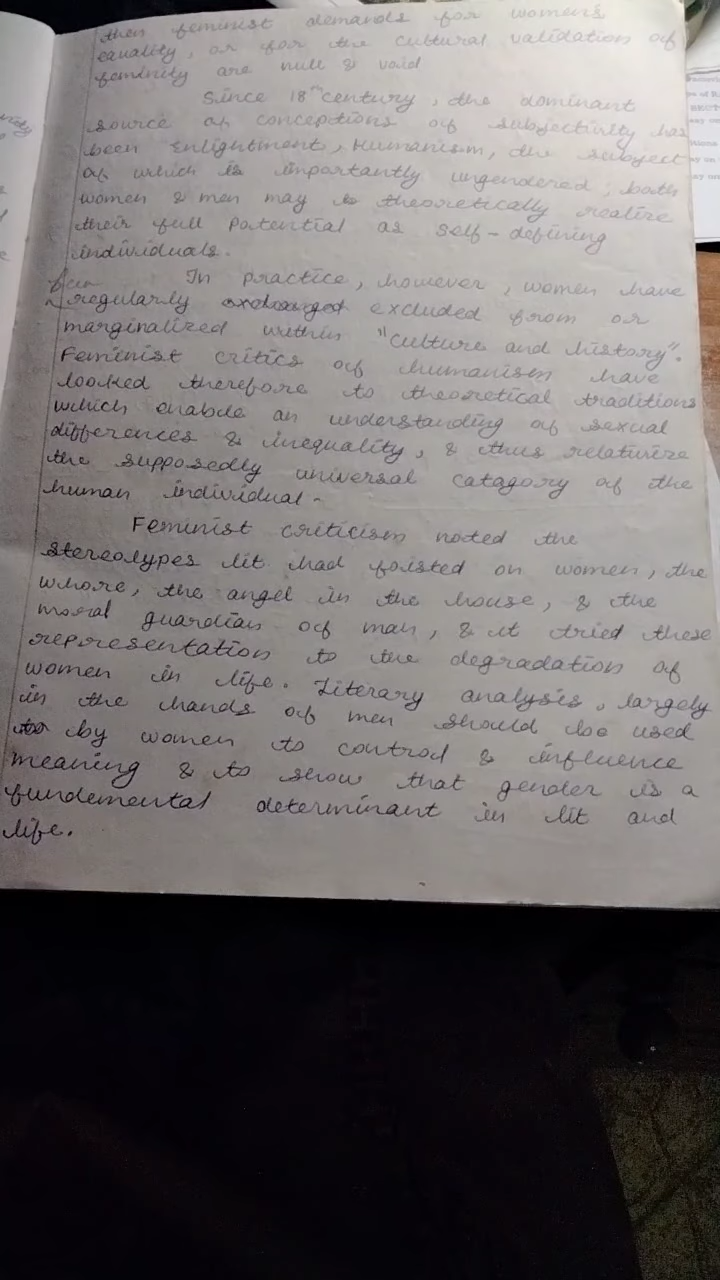 then feminist demands for women's
equality, or for the cultural validation of
feminity are null & void
Since 18th century, the dominant
source of conceptions of subjectivity has
been Enlightment, Humanism, the subject
of which is importantly ungendered; both
women & men may theoretically realize
their full potential as self-defining
individuals.
In practice, however, women have
been regularly excluded from or
marginalized within "culture and history".
Feminist critics of humanism have
looked therefore to theoretical traditions
which enable an understanding of sexual
differences & inequality, & thus relativize
the supposedly universal catagory of the
human individual.
Feminist criticism noted the
stereotypes lit had foisted on women, the
whore, the angel in the house, & the
moral guardian of man, & it tried these
representation to the degradation of
women in life. Literary analysis, largely
in the hands of men should be used
by women to control & influence
meaning & to show that gender is a
fundemental determinant in lit and
life.